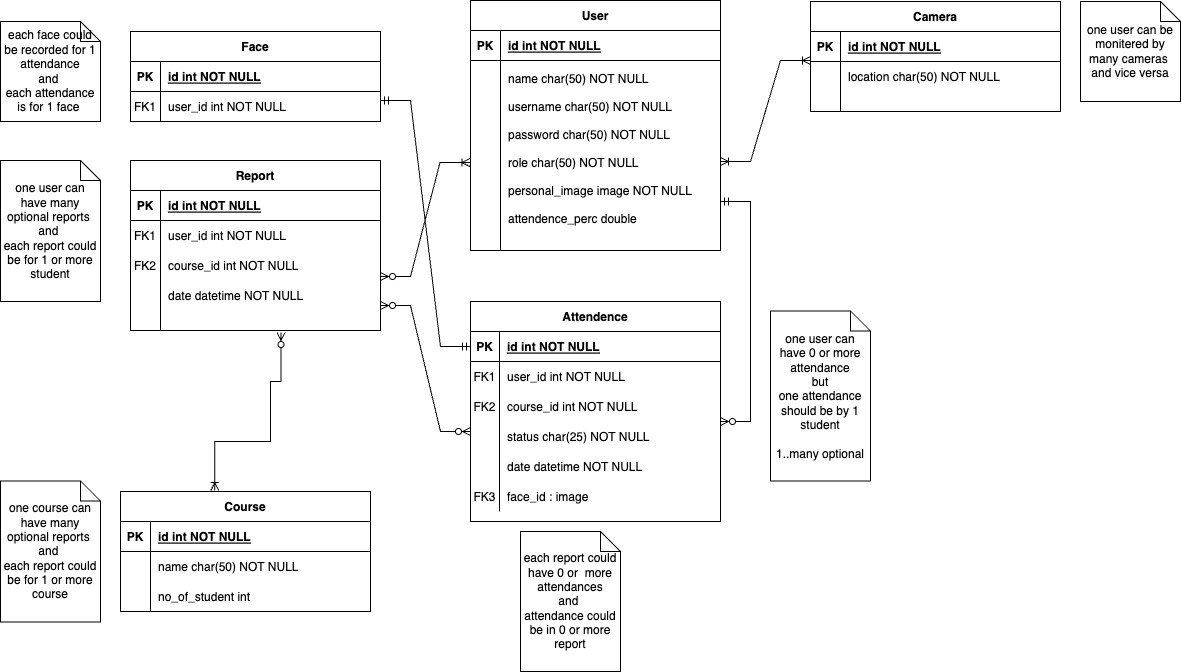 each face could
be recorded for 1
attendance
and
each attendance
is for 1 face
Face
PK id int NOT NULL
FK1 user_id int NOT NULL
User
PK id int NOT NULL
name char(50) NOT NULL
username char(50) NOT NULL
password char(50) NOT NULL
role char(50) NOT NULL
personal_image image NOT NULL
attendence_perc double
Camera
PK id int NOT NULL
location char(50) NOT NULL
one user can be
monitered by
many cameras
and vice versa
one user can
have many
optional reports
and
each report could
be for 1 or more
student
Report
PK id int NOT NULL
FK1 user_id int NOT NULL
FK2 course_id int NOT NULL
date datetime NOT NULL
Attendence
PK id int NOT NULL
FK1 user_id int NOT NULL
FK2 course_id int NOT NULL
status char(25) NOT NULL
date datetime NOT NULL
FK3 face_id : image
one user can
have 0 or more
attendance
but
one attendance
should be by 1
student
1..many optional
one course can
have many
optional reports
and
each report could
be for 1 or more
course
Course
PK id int NOT NULL
name char(50) NOT NULL
no_of_student int
each report could
have 0 or more
attendances
and
attendance could
be in 0 or more
report